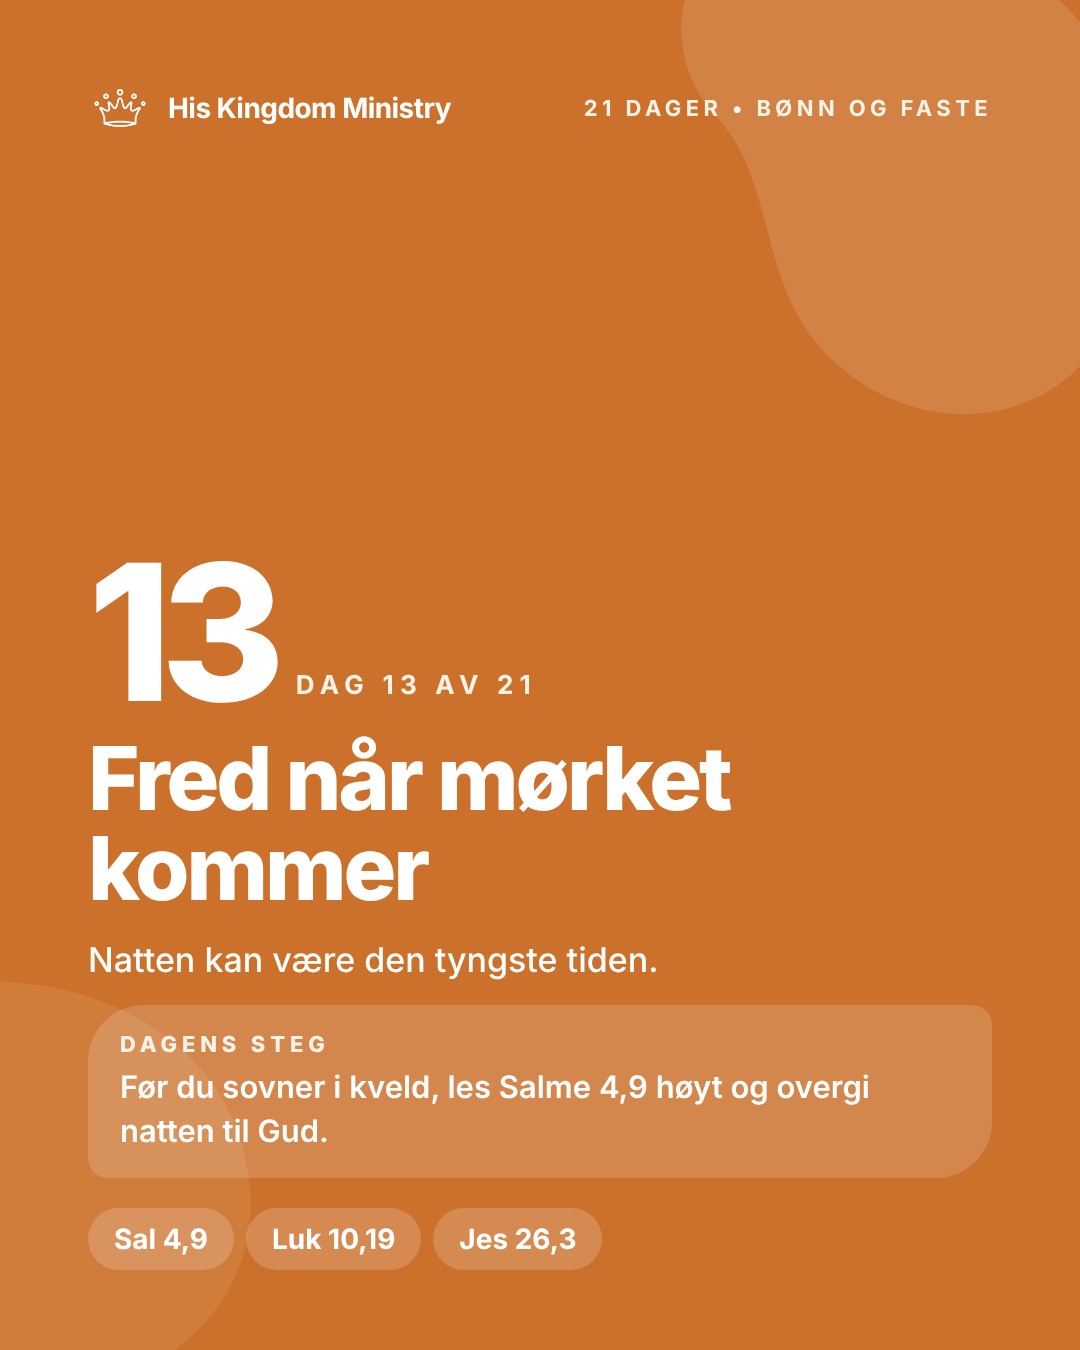 His Kingdom Ministry
21 DAGER • BØNN OG FASTE
13
DAG 13 AV 21
Fred når mørket
kommer
Natten kan være den tyngste tiden.
DAGENS STEG
Før du sovner i kveld, les Salme 4,9 høyt og overgi
natten til Gud.
Sal 4,9
Luk 10,19
Jes 26,3